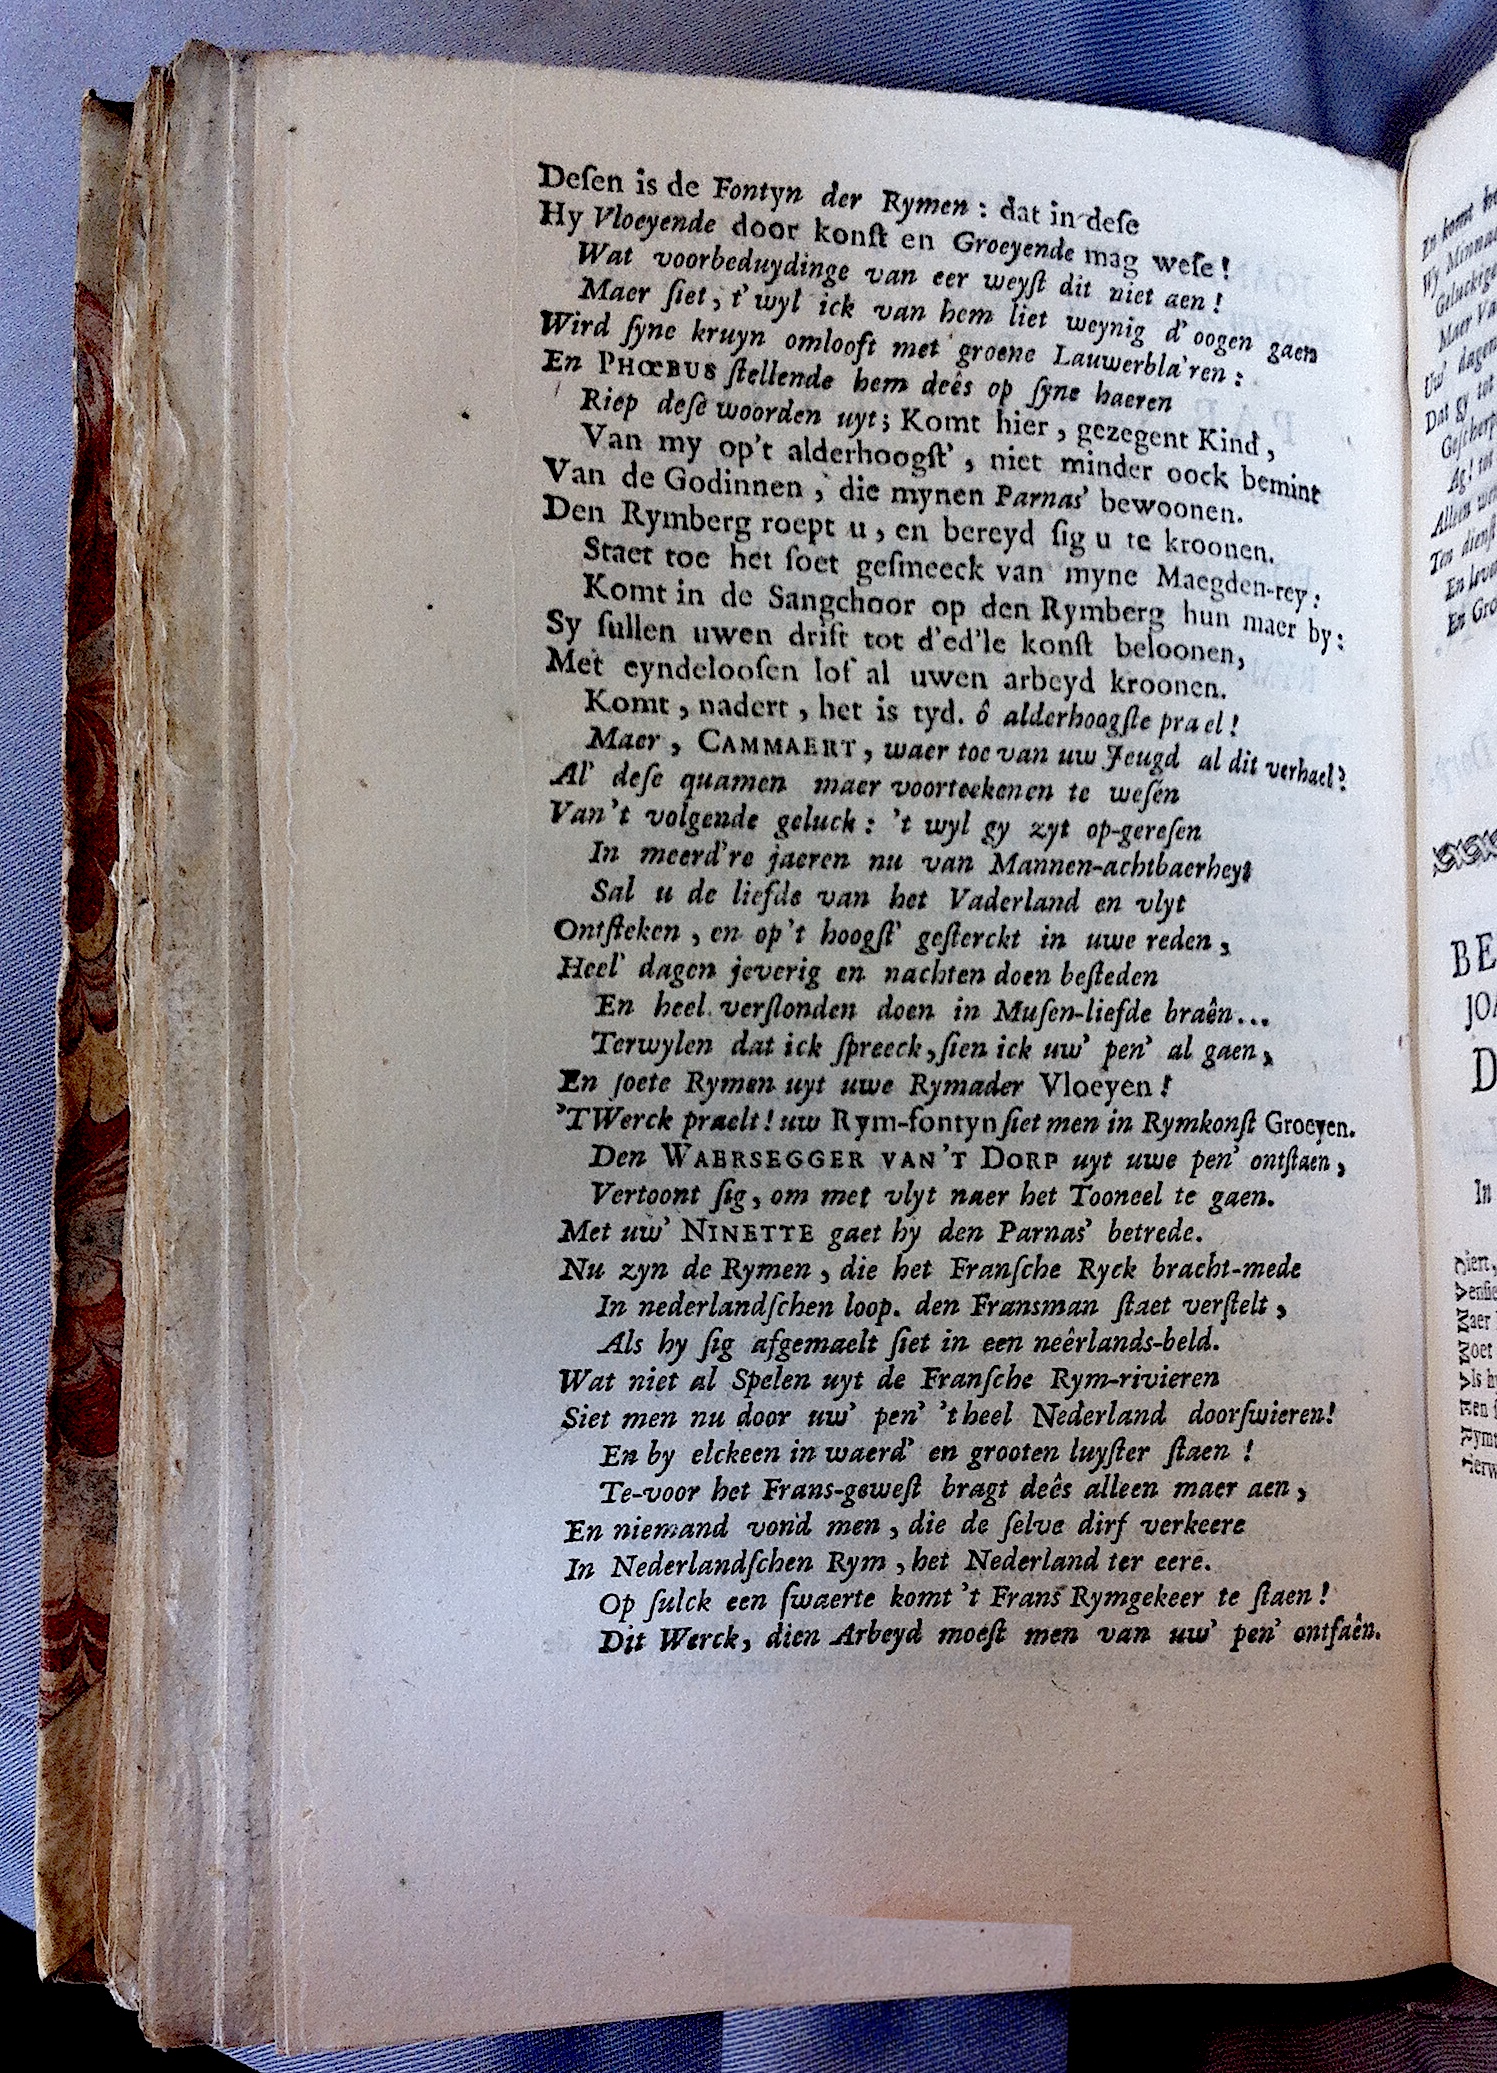 Deſen is de Fontyn der Rymen : dat in deſe
Hy Vloeyende door konſt en Groeyende mag weſe !
Wat voorbeduydinge van eer weyſt dit niet aen !
Maer ſiet, t'wyl ick van hem liet weynig d'oogen gaen
Wird ſyne kruyn omlooft met groene Lauwerbla'ren :
En PHŒBUS ſtellende hem deês op ſyne haeren
Riep deſe woorden uyt; Komt hier, gezegent Kind,
Van my op't alderhoogſt', niet minder oock bemint
Van de Godinnen, die mynen Parnas' bewoonen.
Den Rymberg roept u, en bereyd ſig u te kroonen.
Staet toe het ſoet geſmeeck van myne Maegden-rey :
Komt in de Sangchoor op den Rymberg hun maer by :
Sy ſullen uwen drift tot d'ed'le konſt beloonen,
Met eyndelooſen lof al uwen arbeyd kroonen.
Komt, nadert, het is tyd. ô alderhoogſte prael !
Maer, CAMMAERT, waer toe van uw Jeugd al dit verhael?
Al' deſe quamen maer voorteekenen te weſen
Van't volgende geluck : 't wyl gy zyt op-gereſen
In meerd're jaeren nu van Mannen-achtbaerheyt
Sal u de liefde van het Vaderland en vlyt
Ontſteken, en op't hoogſt' geſterckt in uwe reden,
Heel' dagen jeverig en nachten doen beſteden
En heel verſlonden doen in Muſen-liefde braên...
Terwylen dat ick ſpreeck, ſien ick uw' pen' al gaen,
En ſoete Rymen uyt uwe Rymader Vloeyen !
'T Werck praelt! uw Rym-fontyn ſiet men in Rymkonſt Groeyen.
Den WAERSEGGER VAN'T DORP uyt uwe pen' ontſtaen,
Vertoont ſig, om met vlyt naer het Tooneel te gaen.
Met uw' NINETTE gaet hy den Parnas' betrede.
Nu zyn de Rymen, die het Franſche Ryck bracht-mede
In nederlandſchen loop. den Fransman ſtaet verſtelt,
Als hy ſig afgemaelt ſiet in een neêrlands-beld.
Wat niet al Spelen uyt de Franſche Rym-rivieren
Siet men nu door uw' pen' 't heel Nederland doorſwieren!
En by elckeen in waerd' en grooten luyſter ſtaen !
Te-voor het Frans-geweſt bragt deês alleen maer aen,
En niemand vond men, die de ſelve dirf verkeere
In Nederlandſchen Rym, het Nederland ter eere.
Op ſulck een ſwaerte komt 't Frans Rymgekeer te ſtaen !
Dit Werck, dien Arbeyd moeſt men van uw' pen' ontfaên.
En komt
Geluckige
Uw' dagen
Dat gy tot
Ag! tot
Ten dienſt
BE
JOA
D
In